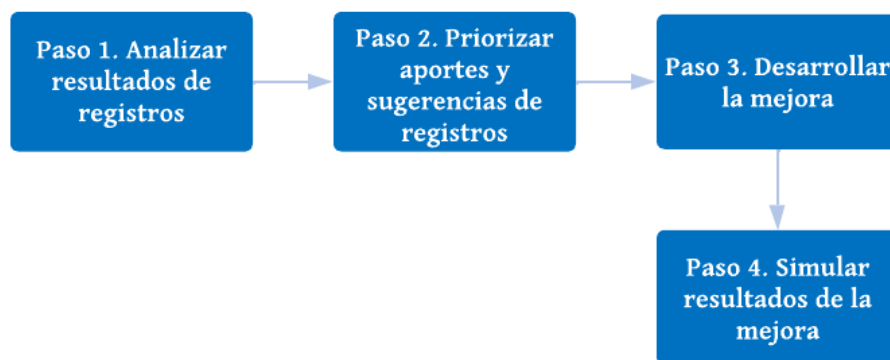 Paso 1. Analizar
resultados de
registros
Paso 2. Priorizar
aportes y
sugerencias de
registros
Paso 3. Desarrollar
la mejora
Paso 4. Simular
resultados de la
mejora